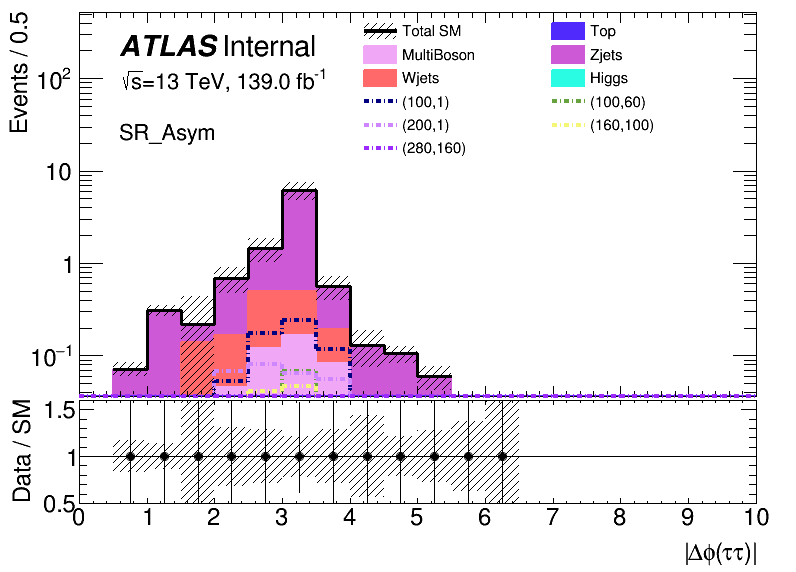 Events / 0.5
10²
10
1
10⁻¹
ATLAS Internal
√s=13 TeV, 139.0 fb⁻¹
SR_Asym
Total SM
Top
MultiBoson
Zjets
Wjets
Higgs
(100,1)
(100,60)
(200,1)
(160,100)
(280,160)
Data / SM
1.5
1
0.5
0 1 2 3 4 5 6 7 8 9 10
|Δϕ(ττ)|